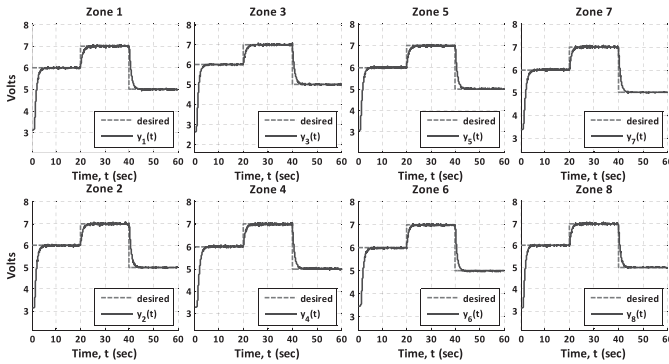 Zone 1
Zone 3
Zone 5
Zone 7
Volts
8
7
6
5
4
3
desired
y1(t)
8
7
6
5
4
3
desired
y3(t)
8
7
6
5
4
3
desired
y5(t)
8
7
6
5
4
3
desired
y7(t)
0 10 20 30 40 50 60
0 10 20 30 40 50 60
0 10 20 30 40 50 60
0 10 20 30 40 50 60
Time, t (sec)
Time, t (sec)
Time, t (sec)
Time, t (sec)
Zone 2
Zone 4
Zone 6
Zone 8
Volts
8
7
6
5
4
3
desired
y2(t)
8
7
6
5
4
3
desired
y4(t)
8
7
6
5
4
3
desired
y6(t)
8
7
6
5
4
3
desired
y8(t)
0 10 20 30 40 50 60
0 10 20 30 40 50 60
0 10 20 30 40 50 60
0 10 20 30 40 50 60
Time, t (sec)
Time, t (sec)
Time, t (sec)
Time, t (sec)